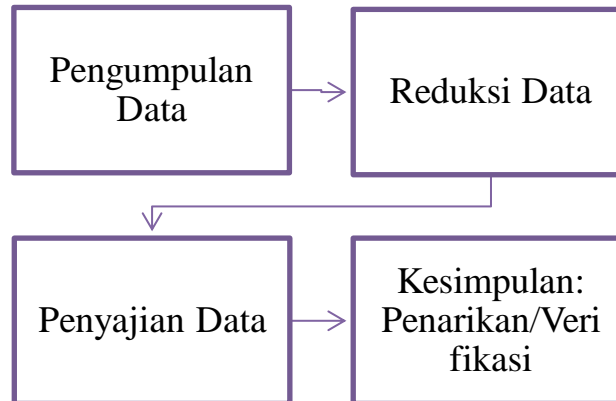 Pengumpulan
Data
Reduksi Data
Penyajian Data
Kesimpulan:
Penarikan/Veri
fikasi